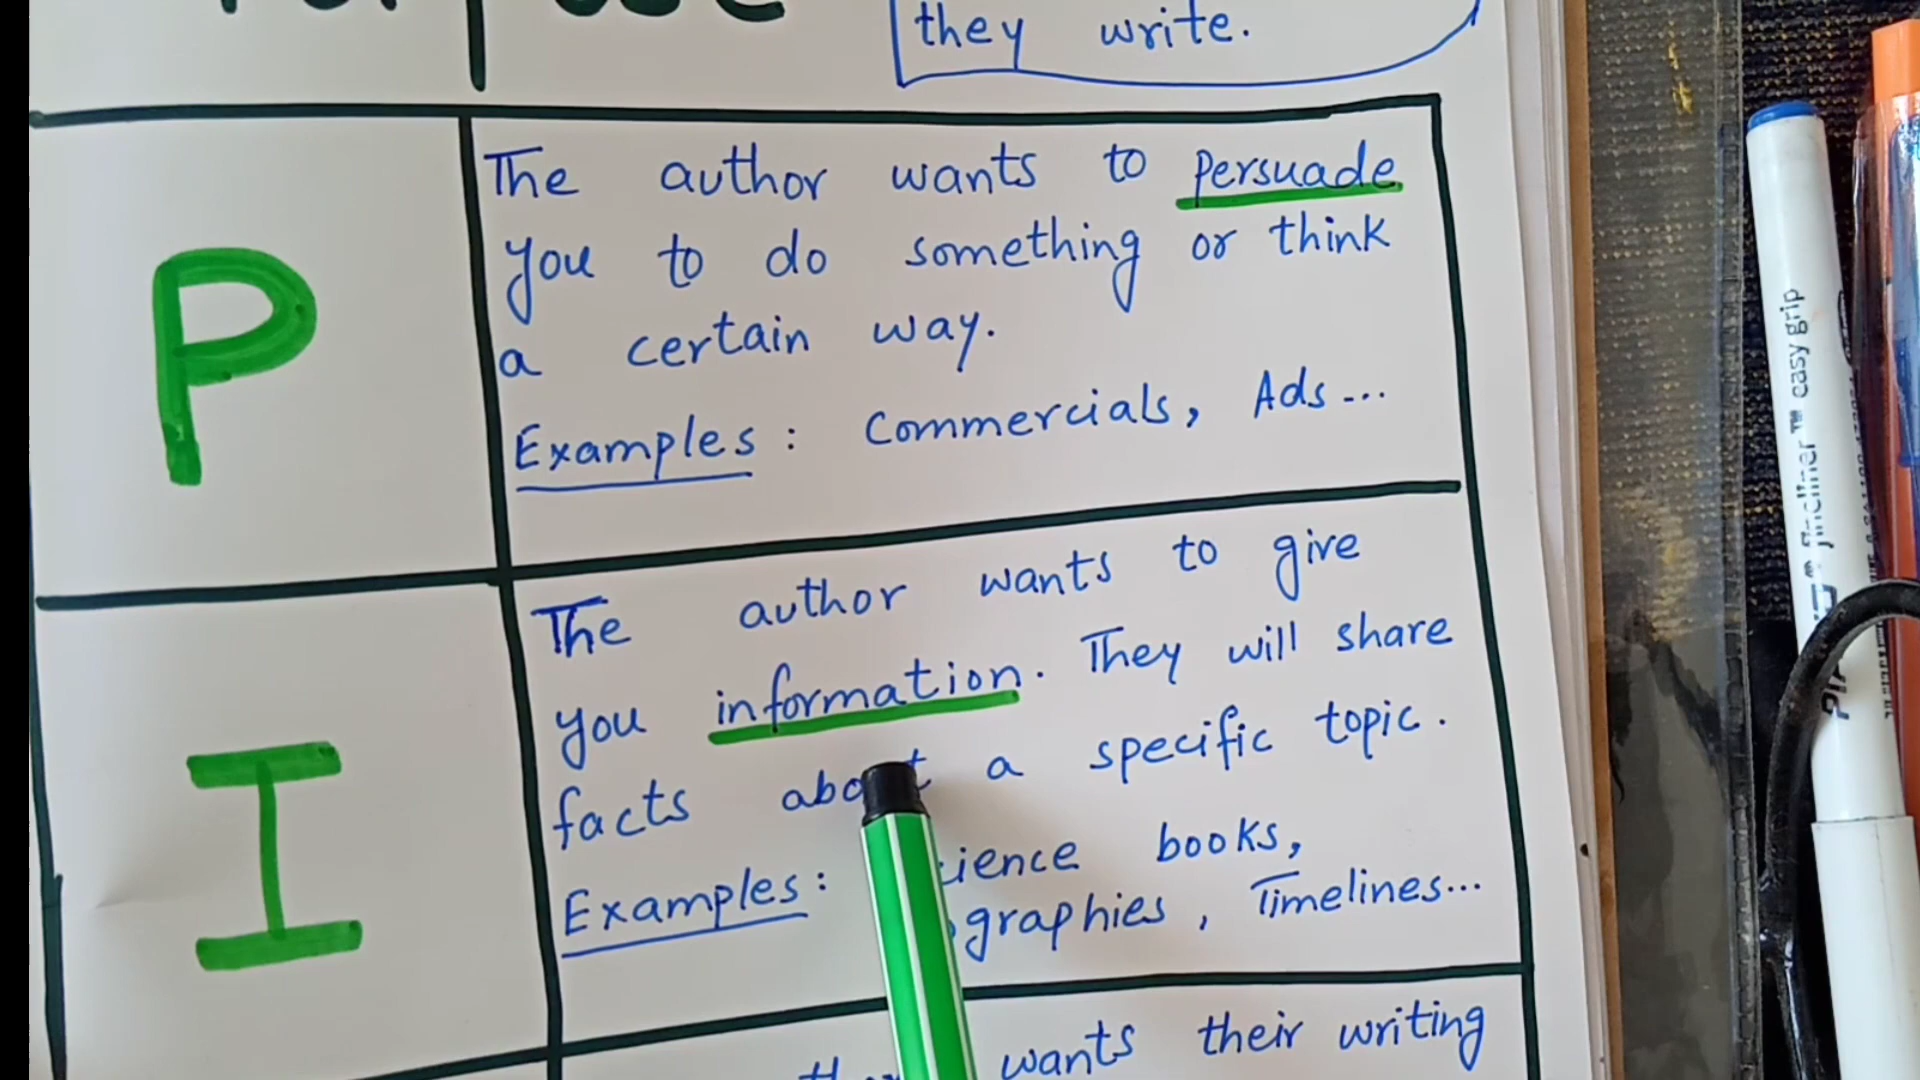 they write.
P
The author wants to persuade
you to do something or think
a certain way.
Examples: Commercials, Ads...
I
The author wants to give
you information. They will share
facts a specific topic.
Examples: books,
Timelines...
wants their writing
fineliner™ easy grip